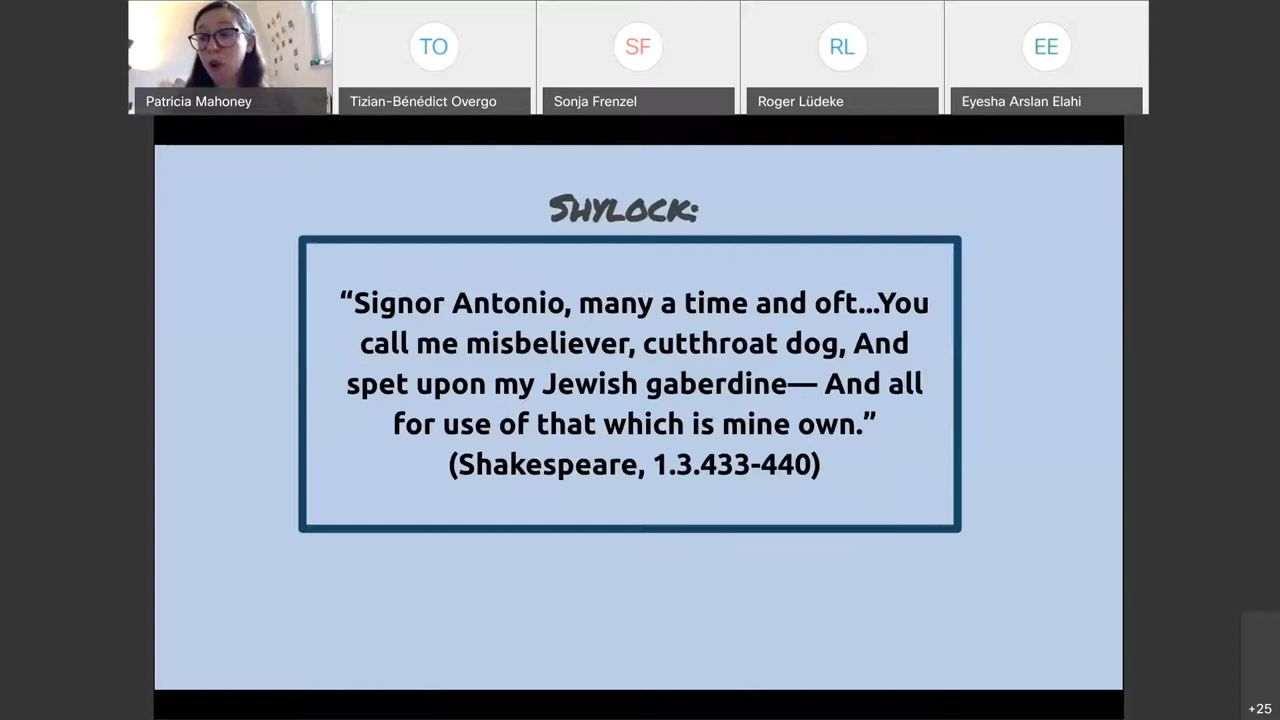 TO
SF
RL
EE
Patricia Mahoney
Tizian-Bénédict Overgo
Sonja Frenzel
Roger Lüdeke
Eyesha Arslan Elahi
Shylock:
“Signor Antonio, many a time and oft...You
call me misbeliever, cutthroat dog, And
spet upon my Jewish gaberdine— And all
for use of that which is mine own.”
(Shakespeare, 1.3.433-440)
+25